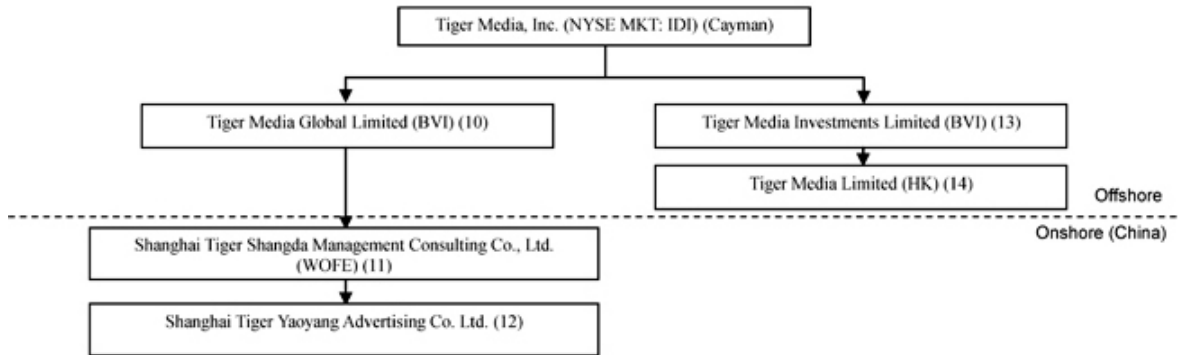 Tiger Media, Inc. (NYSE MKT: IDI) (Cayman)
Tiger Media Global Limited (BVI) (10)
Tiger Media Investments Limited (BVI) (13)
Tiger Media Limited (HK) (14)
Offshore
Onshore (China)
Shanghai Tiger Shangda Management Consulting Co., Ltd.
(WOFE) (11)
Shanghai Tiger Yaoyang Advertising Co. Ltd. (12)